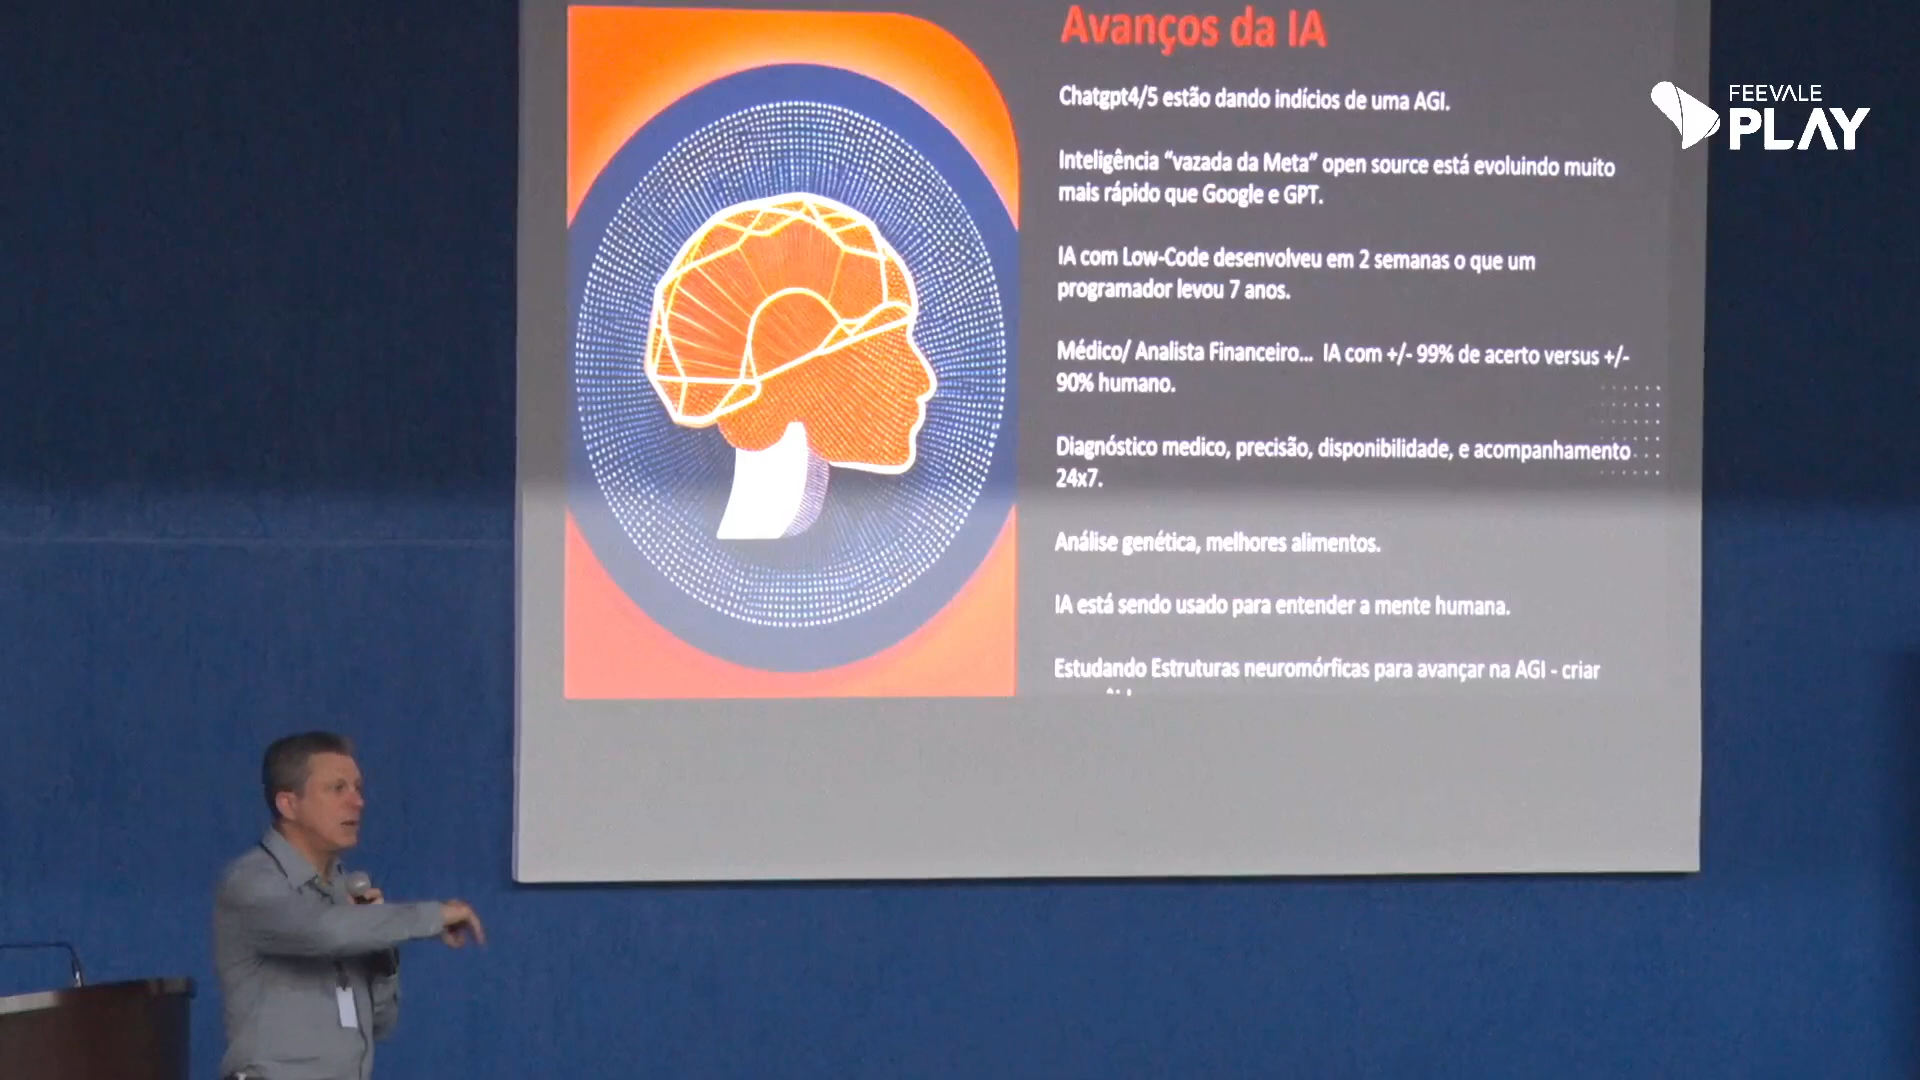 Avanços da IA
FEEVALE
PLAY
Chatgpt4/5 estão dando indícios de uma AGI.
Inteligência “vazada da Meta” open source está evoluindo muito
mais rápido que Google e GPT.
IA com Low-Code desenvolveu em 2 semanas o que um
programador levou 7 anos.
Médico/ Analista Financeiro... IA com +/- 99% de acerto versus +/-
90% humano.
Diagnóstico medico, precisão, disponibilidade, e acompanhamento
24x7.
Análise genética, melhores alimentos.
IA está sendo usado para entender a mente humana.
Estudando Estruturas neuromórficas para avançar na AGI - criar